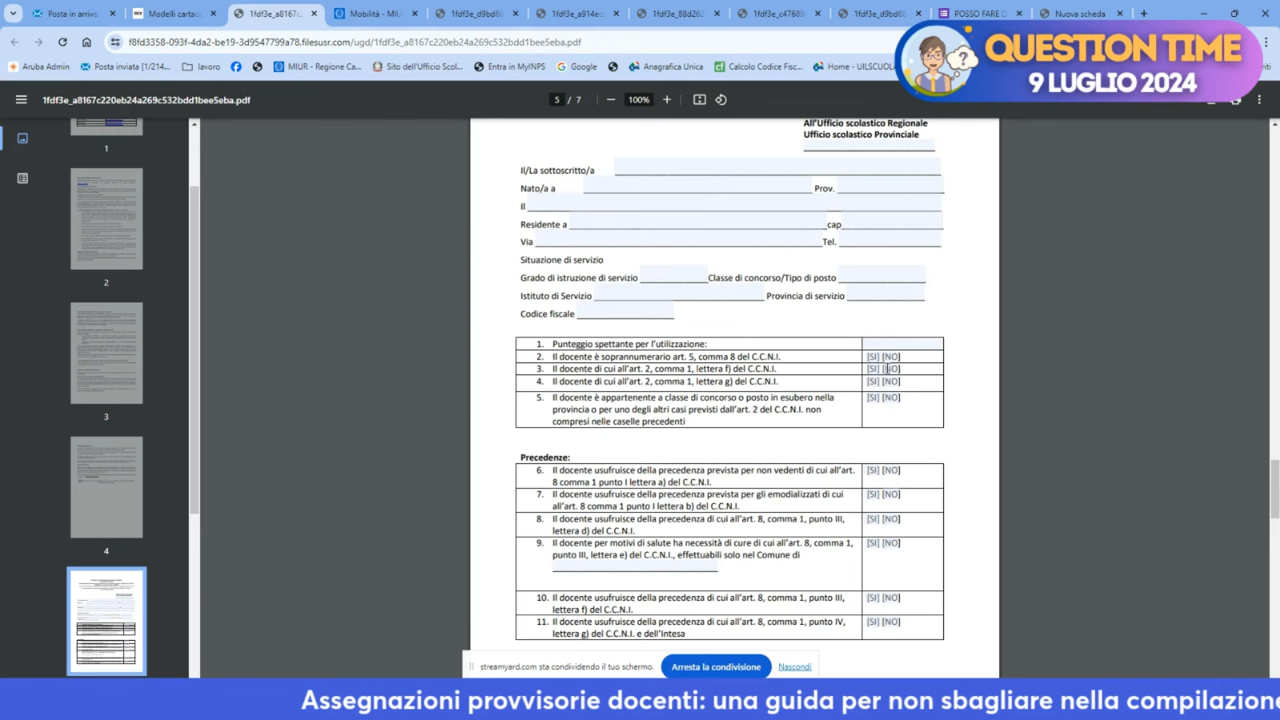 Posta in arrivo
Modelli cartace
1fdf3e_a8167c
Mobilità - MIUR
1fdf3e_d9bd6
1fdf3e_a914e
1fdf3e_88d26
1fdf3e_c4768
1fdf3e_d9bd6
POSSO FARE D
Nuova scheda
f8fd3358-093f-4da2-be19-3d9547799a78.filesusr.com/ugd/1fdf3e_a8167c220eb24a269c532bdd1bee5eba.pdf
Aruba Admin
Posta inviata [1/214...
lavoro
MIUR - Regione Ca...
Sito dell'Ufficio Scol...
Entra in MyINPS
Google
Anagrafica Unica
Calcolo Codice Fisc...
Home - UILSCUOLA
QUESTION TIME
9 LUGLIO 2024
1fdf3e_a8167c220eb24a269c532bdd1bee5eba.pdf
5 / 7
100%
1
2
3
4
All'Ufficio scolastico Regionale
Ufficio scolastico Provinciale
Il/La sottoscritto/a
Nato/a a Prov.
Il
Residente a cap
Via Tel.
Situazione di servizio
Grado di istruzione di servizio Classe di concorso/Tipo di posto
Istituto di Servizio Provincia di servizio
Codice fiscale
1. Punteggio spettante per l'utilizzazione:
2. Il docente è soprannumerario art. 5, comma 8 del C.C.N.I. [SI] [NO]
3. Il docente di cui all'art. 2, comma 1, lettera f) del C.C.N.I. [SI] [NO]
4. Il docente di cui all'art. 2, comma 1, lettera g) del C.C.N.I. [SI] [NO]
5. Il docente è appartenente a classe di concorso o posto in esubero nella [SI] [NO]
provincia o per uno degli altri casi previsti dall'art. 2 del C.C.N.I. non
compresi nelle caselle precedenti
Precedenze:
6. Il docente usufruisce della precedenza prevista per non vedenti di cui all'art. [SI] [NO]
8 comma 1 punto I lettera a) del C.C.N.I.
7. Il docente usufruisce della precedenza prevista per gli emodializzati di cui [SI] [NO]
all'art. 8 comma 1 punto I lettera b) del C.C.N.I.
8. Il docente usufruisce della precedenza di cui all'art. 8, comma 1, punto III, [SI] [NO]
lettera d) del C.C.N.I.
9. Il docente per motivi di salute ha necessità di cure di cui all'art. 8, comma 1, [SI] [NO]
punto III, lettera e) del C.C.N.I., effettuabili solo nel Comune di
10. Il docente usufruisce della precedenza di cui all'art. 8, comma 1, punto III, [SI] [NO]
lettera f) del C.C.N.I.
11. Il docente usufruisce della precedenza di cui all'art. 8, comma 1, punto IV, [SI] [NO]
lettera g) del C.C.N.I. e dell'Intesa
streamyard.com sta condividendo il tuo schermo.
Arresta la condivisione
Nascondi
Assegnazioni provvisorie docenti: una guida per non sbagliare nella compilazione